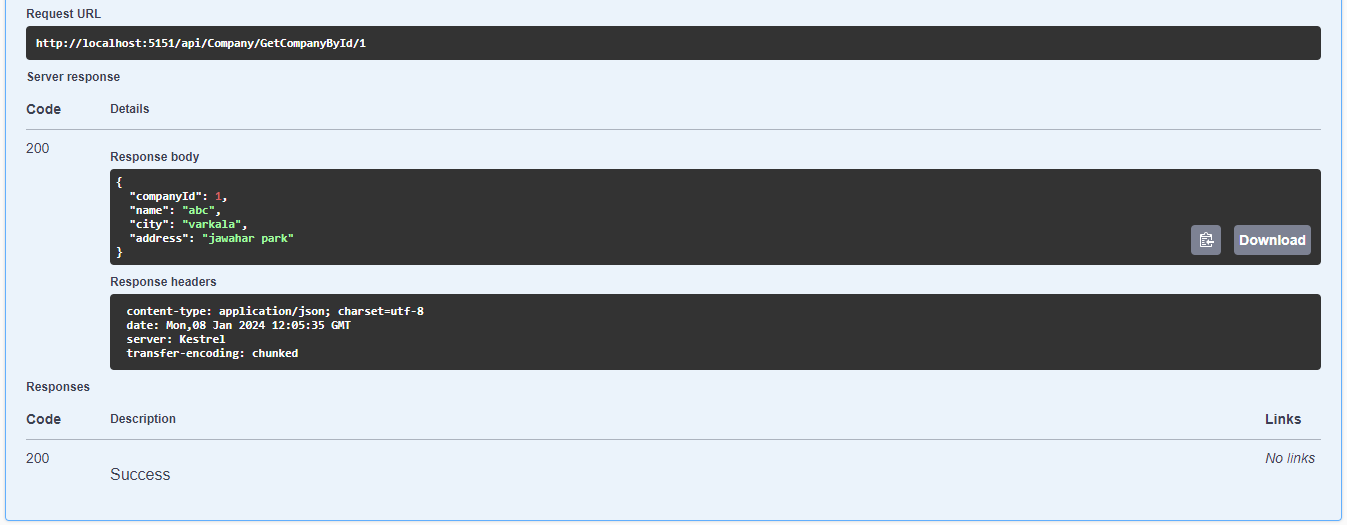 Request URL
http://localhost:5151/api/Company/GetCompanyById/1
Server response
Code Details
200
Response body
{
"companyId": 1,
"name": "abc",
"city": "varkala",
"address": "jawahar park"
}
Download
Response headers
content-type: application/json; charset=utf-8
date: Mon,08 Jan 2024 12:05:35 GMT
server: Kestrel
transfer-encoding: chunked
Responses
Code Description Links
200 No links
Success